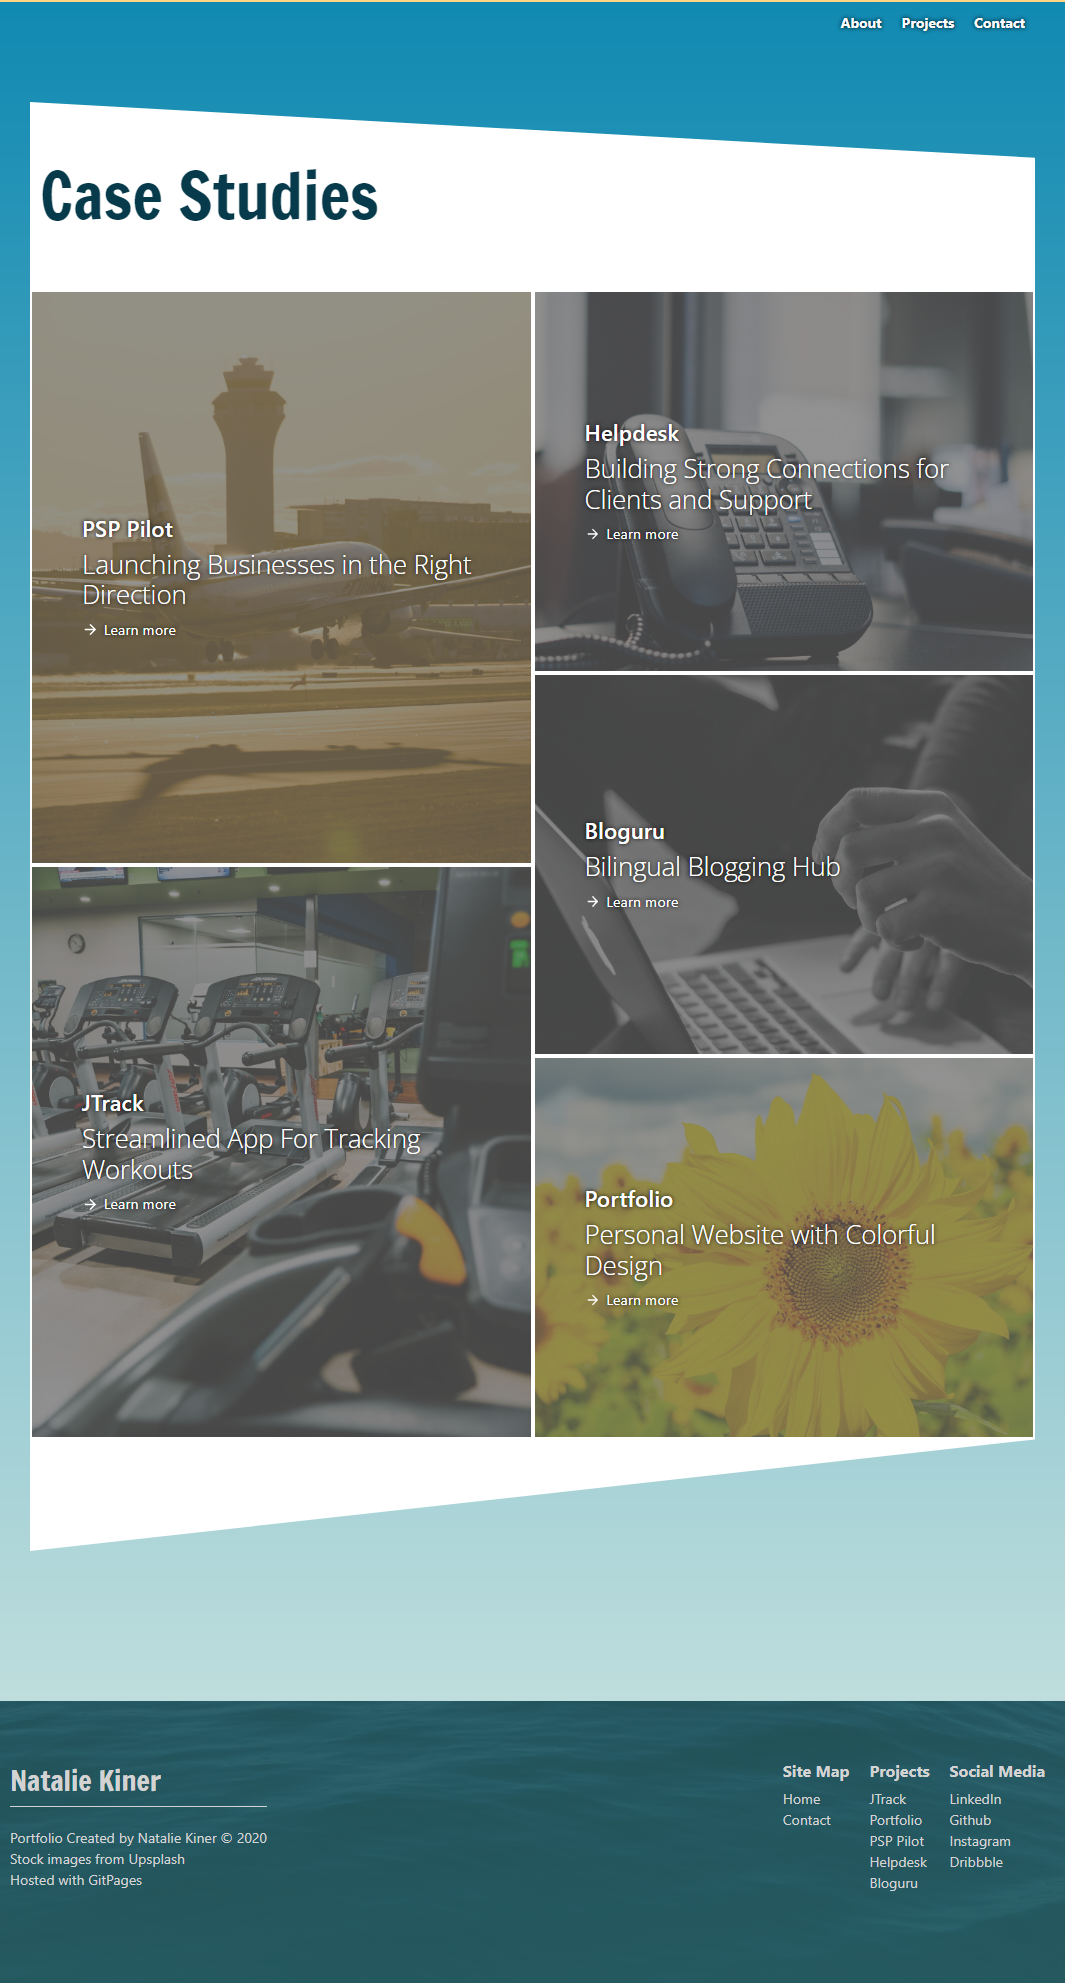 About Projects Contact
Case Studies
PSP Pilot
Launching Businesses in the Right
Direction
→ Learn more
Helpdesk
Building Strong Connections for
Clients and Support
→ Learn more
Bloguru
Bilingual Blogging Hub
→ Learn more
JTrack
Streamlined App For Tracking
Workouts
→ Learn more
Portfolio
Personal Website with Colorful
Design
→ Learn more
Natalie Kiner
Portfolio Created by Natalie Kiner © 2020
Stock images from Upsplash
Hosted with GitPages
Site Map
Home
Contact
Projects
JTrack
Portfolio
PSP Pilot
Helpdesk
Bloguru
Social Media
LinkedIn
Github
Instagram
Dribbble